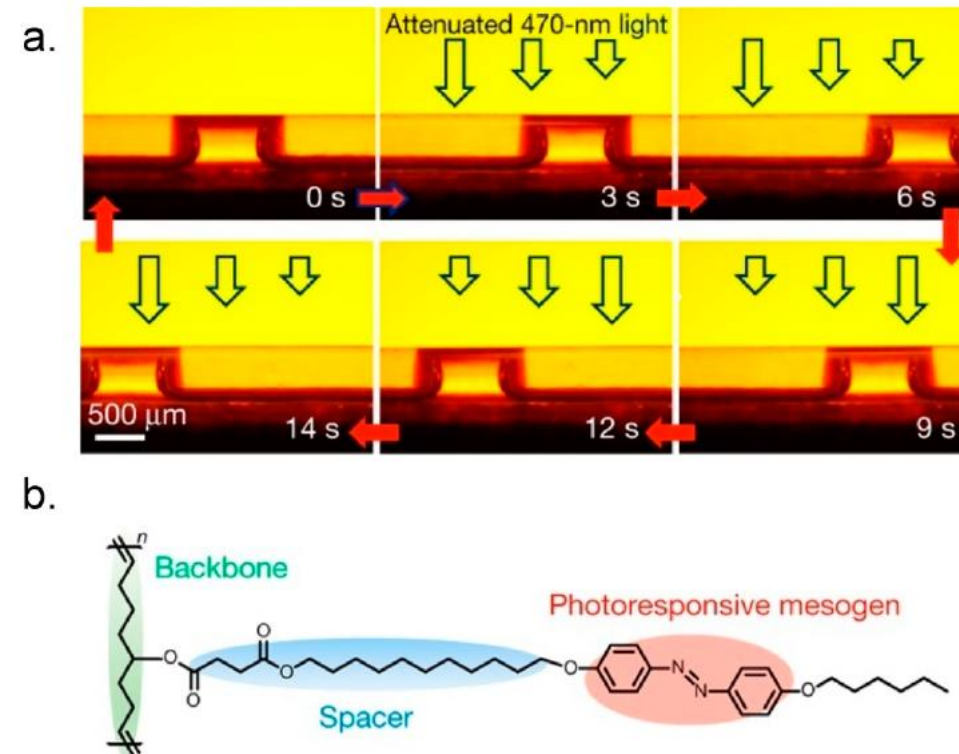 a.
Attenuated 470-nm light
0 s
3 s
6 s
14 s
12 s
9 s
500 μm
b.
n
Backbone
Photoresponsive mesogen
O
O
O
O
O
N
N
O
Spacer